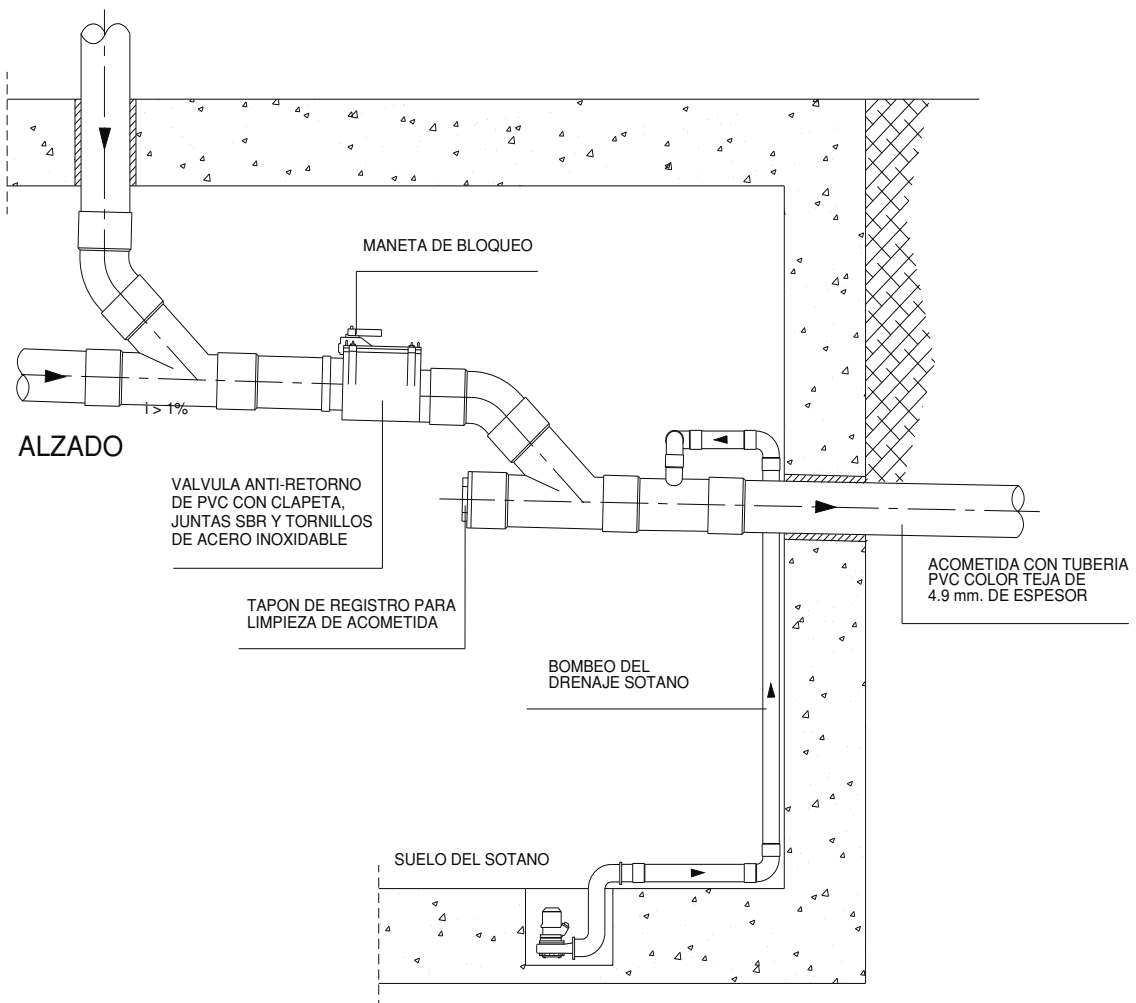 MANETA DE BLOQUEO
i > 1%
ALZADO
VALVULA ANTI-RETORNO
DE PVC CON CLAPETA,
JUNTAS SBR Y TORNILLOS
DE ACERO INOXIDABLE
TAPON DE REGISTRO PARA
LIMPIEZA DE ACOMETIDA
ACOMETIDA CON TUBERIA
PVC COLOR TEJA DE
4.9 mm. DE ESPESOR
BOMBEO DEL
DRENAJE SOTANO
SUELO DEL SOTANO